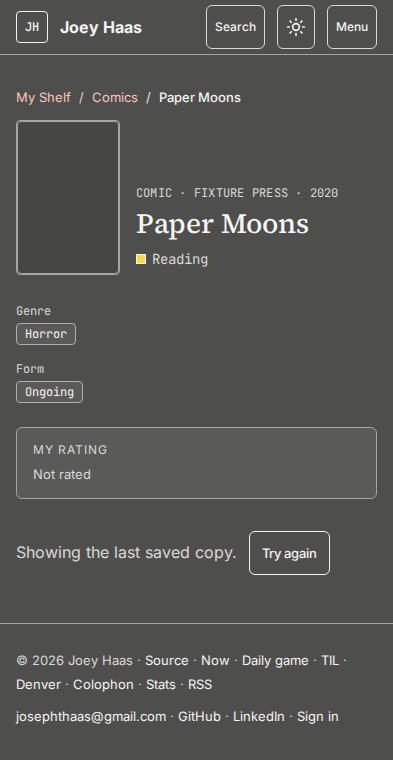 JH Joey Haas Search Menu
My Shelf / Comics / Paper Moons
COMIC · FIXTURE PRESS · 2020
Paper Moons
Reading
Genre
Horror
Form
Ongoing
MY RATING
Not rated
Showing the last saved copy. Try again
© 2026 Joey Haas · Source · Now · Daily game · TIL ·
Denver · Colophon · Stats · RSS
josephthaas@gmail.com · GitHub · LinkedIn · Sign in